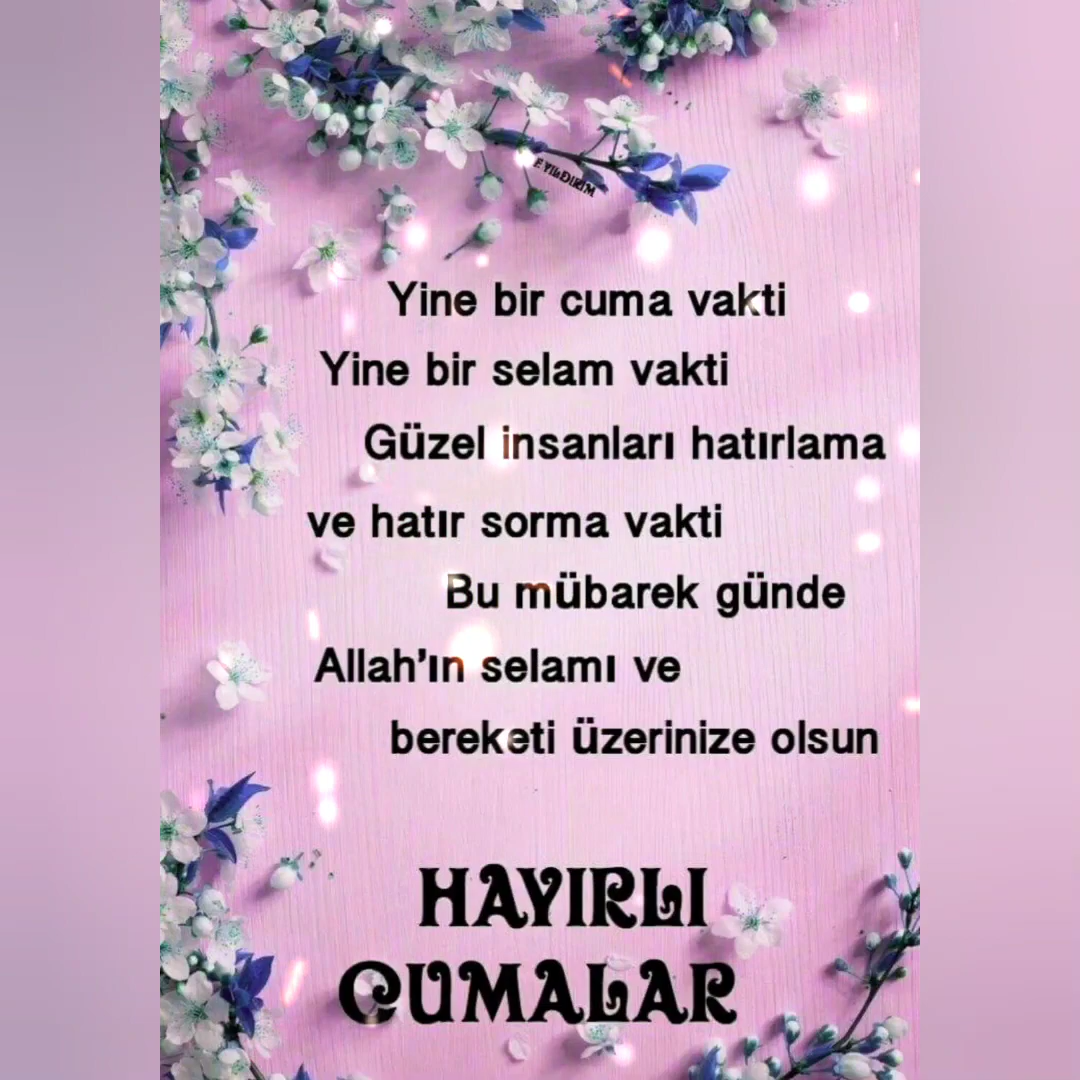 F YILDIRIM
Yine bir cuma vakti
Yine bir selam vakti
Güzel insanları hatırlama
ve hatır sorma vakti
Bu mübarek günde
Allah’ın selamı ve
bereketi üzerinize olsun
HAYIRLI
CUMALAR